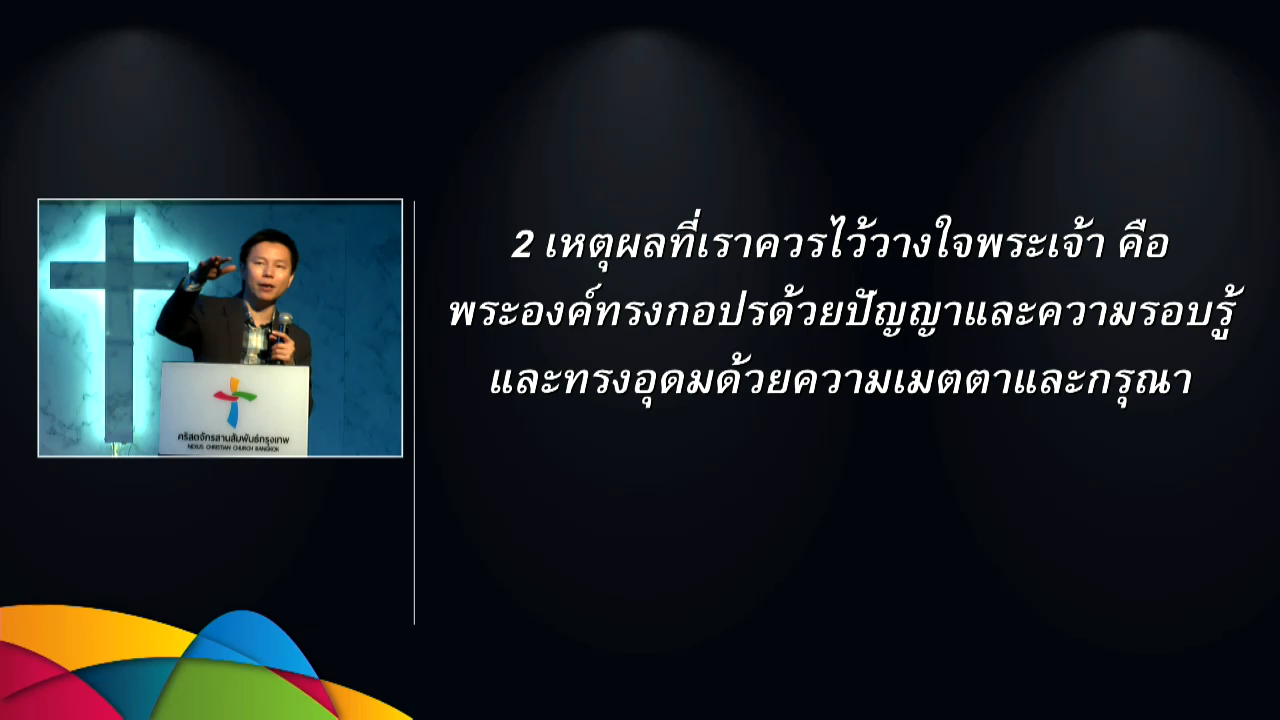 2 เหตุผลที่เราควรไว้วางใจพระเจ้า คือ
พระองค์ทรงกอปรด้วยปัญญาและความรอบรู้
และทรงอุดมด้วยความเมตตาและกรุณา
คริสตจักรสานสัมพันธ์กรุงเทพ
NEXUS CHRISTIAN CHURCH BANGKOK